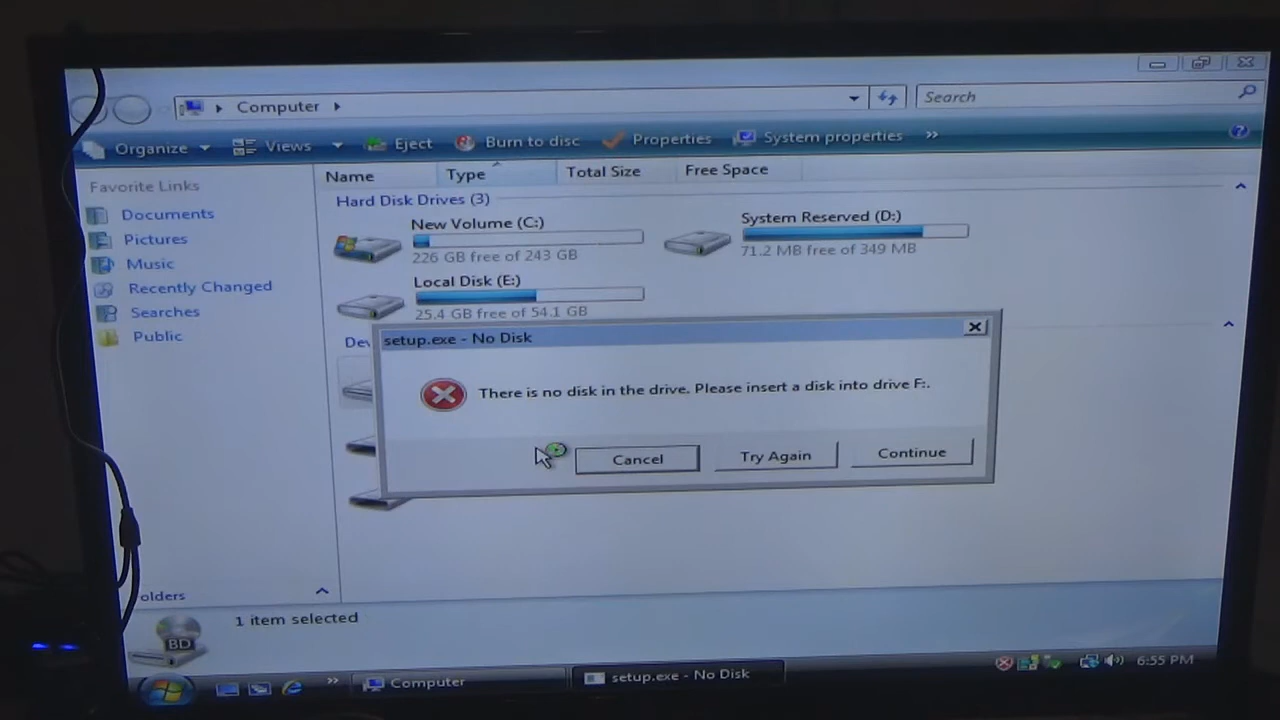 Computer
Search
Organize Views Eject Burn to disc Properties System properties »
Favorite Links
Documents
Pictures
Music
Recently Changed
Searches
Public
Name Type Total Size Free Space
Hard Disk Drives (3)
New Volume (C:)
226 GB free of 243 GB
System Reserved (D:)
71.2 MB free of 349 MB
Local Disk (E:)
25.4 GB free of 54.1 GB
Dev
setup.exe - No Disk
There is no disk in the drive. Please insert a disk into drive F:.
Cancel Try Again Continue
olders
BD
1 item selected
» Computer setup.exe - No Disk 6:55 PM